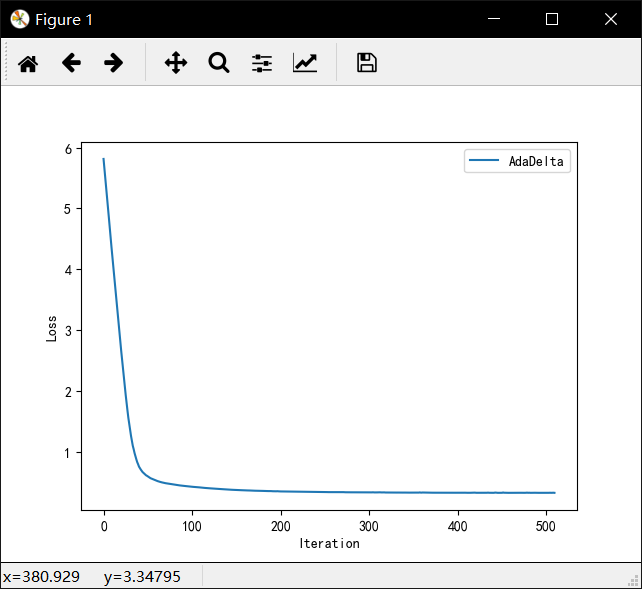 Figure 1
AdaDelta
6
5
4
3
2
1
Loss
0 100 200 300 400 500
Iteration
x=380.929 y=3.34795